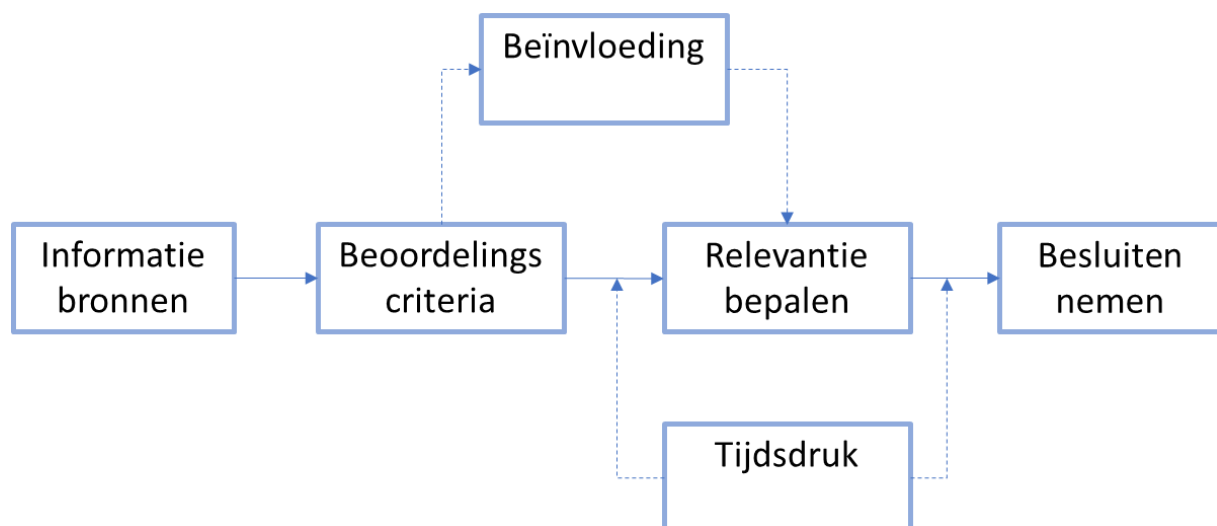 Beïnvloeding
Informatie
bronnen
Beoordelings
criteria
Relevantie
bepalen
Besluiten
nemen
Tijdsdruk